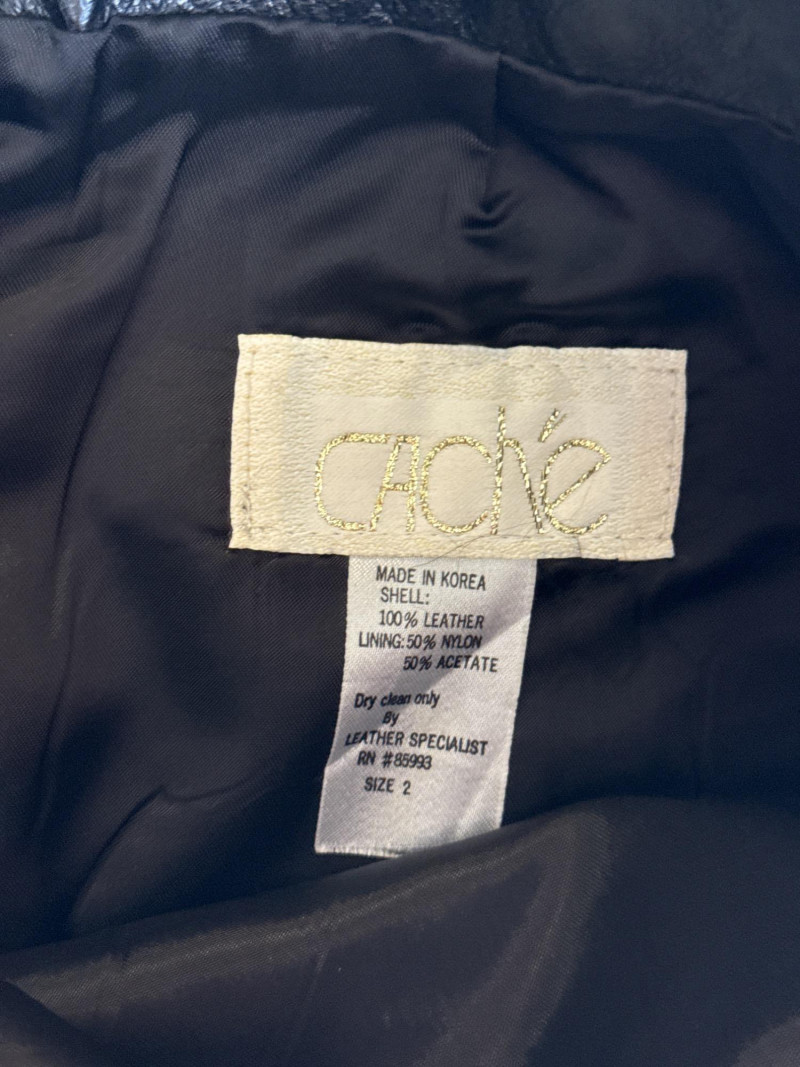 cAché
MADE IN KOREA
SHELL:
100% LEATHER
LINING: 50% NYLON
50% ACETATE
Dry clean only
By
LEATHER SPECIALIST
RN #85993
SIZE 2